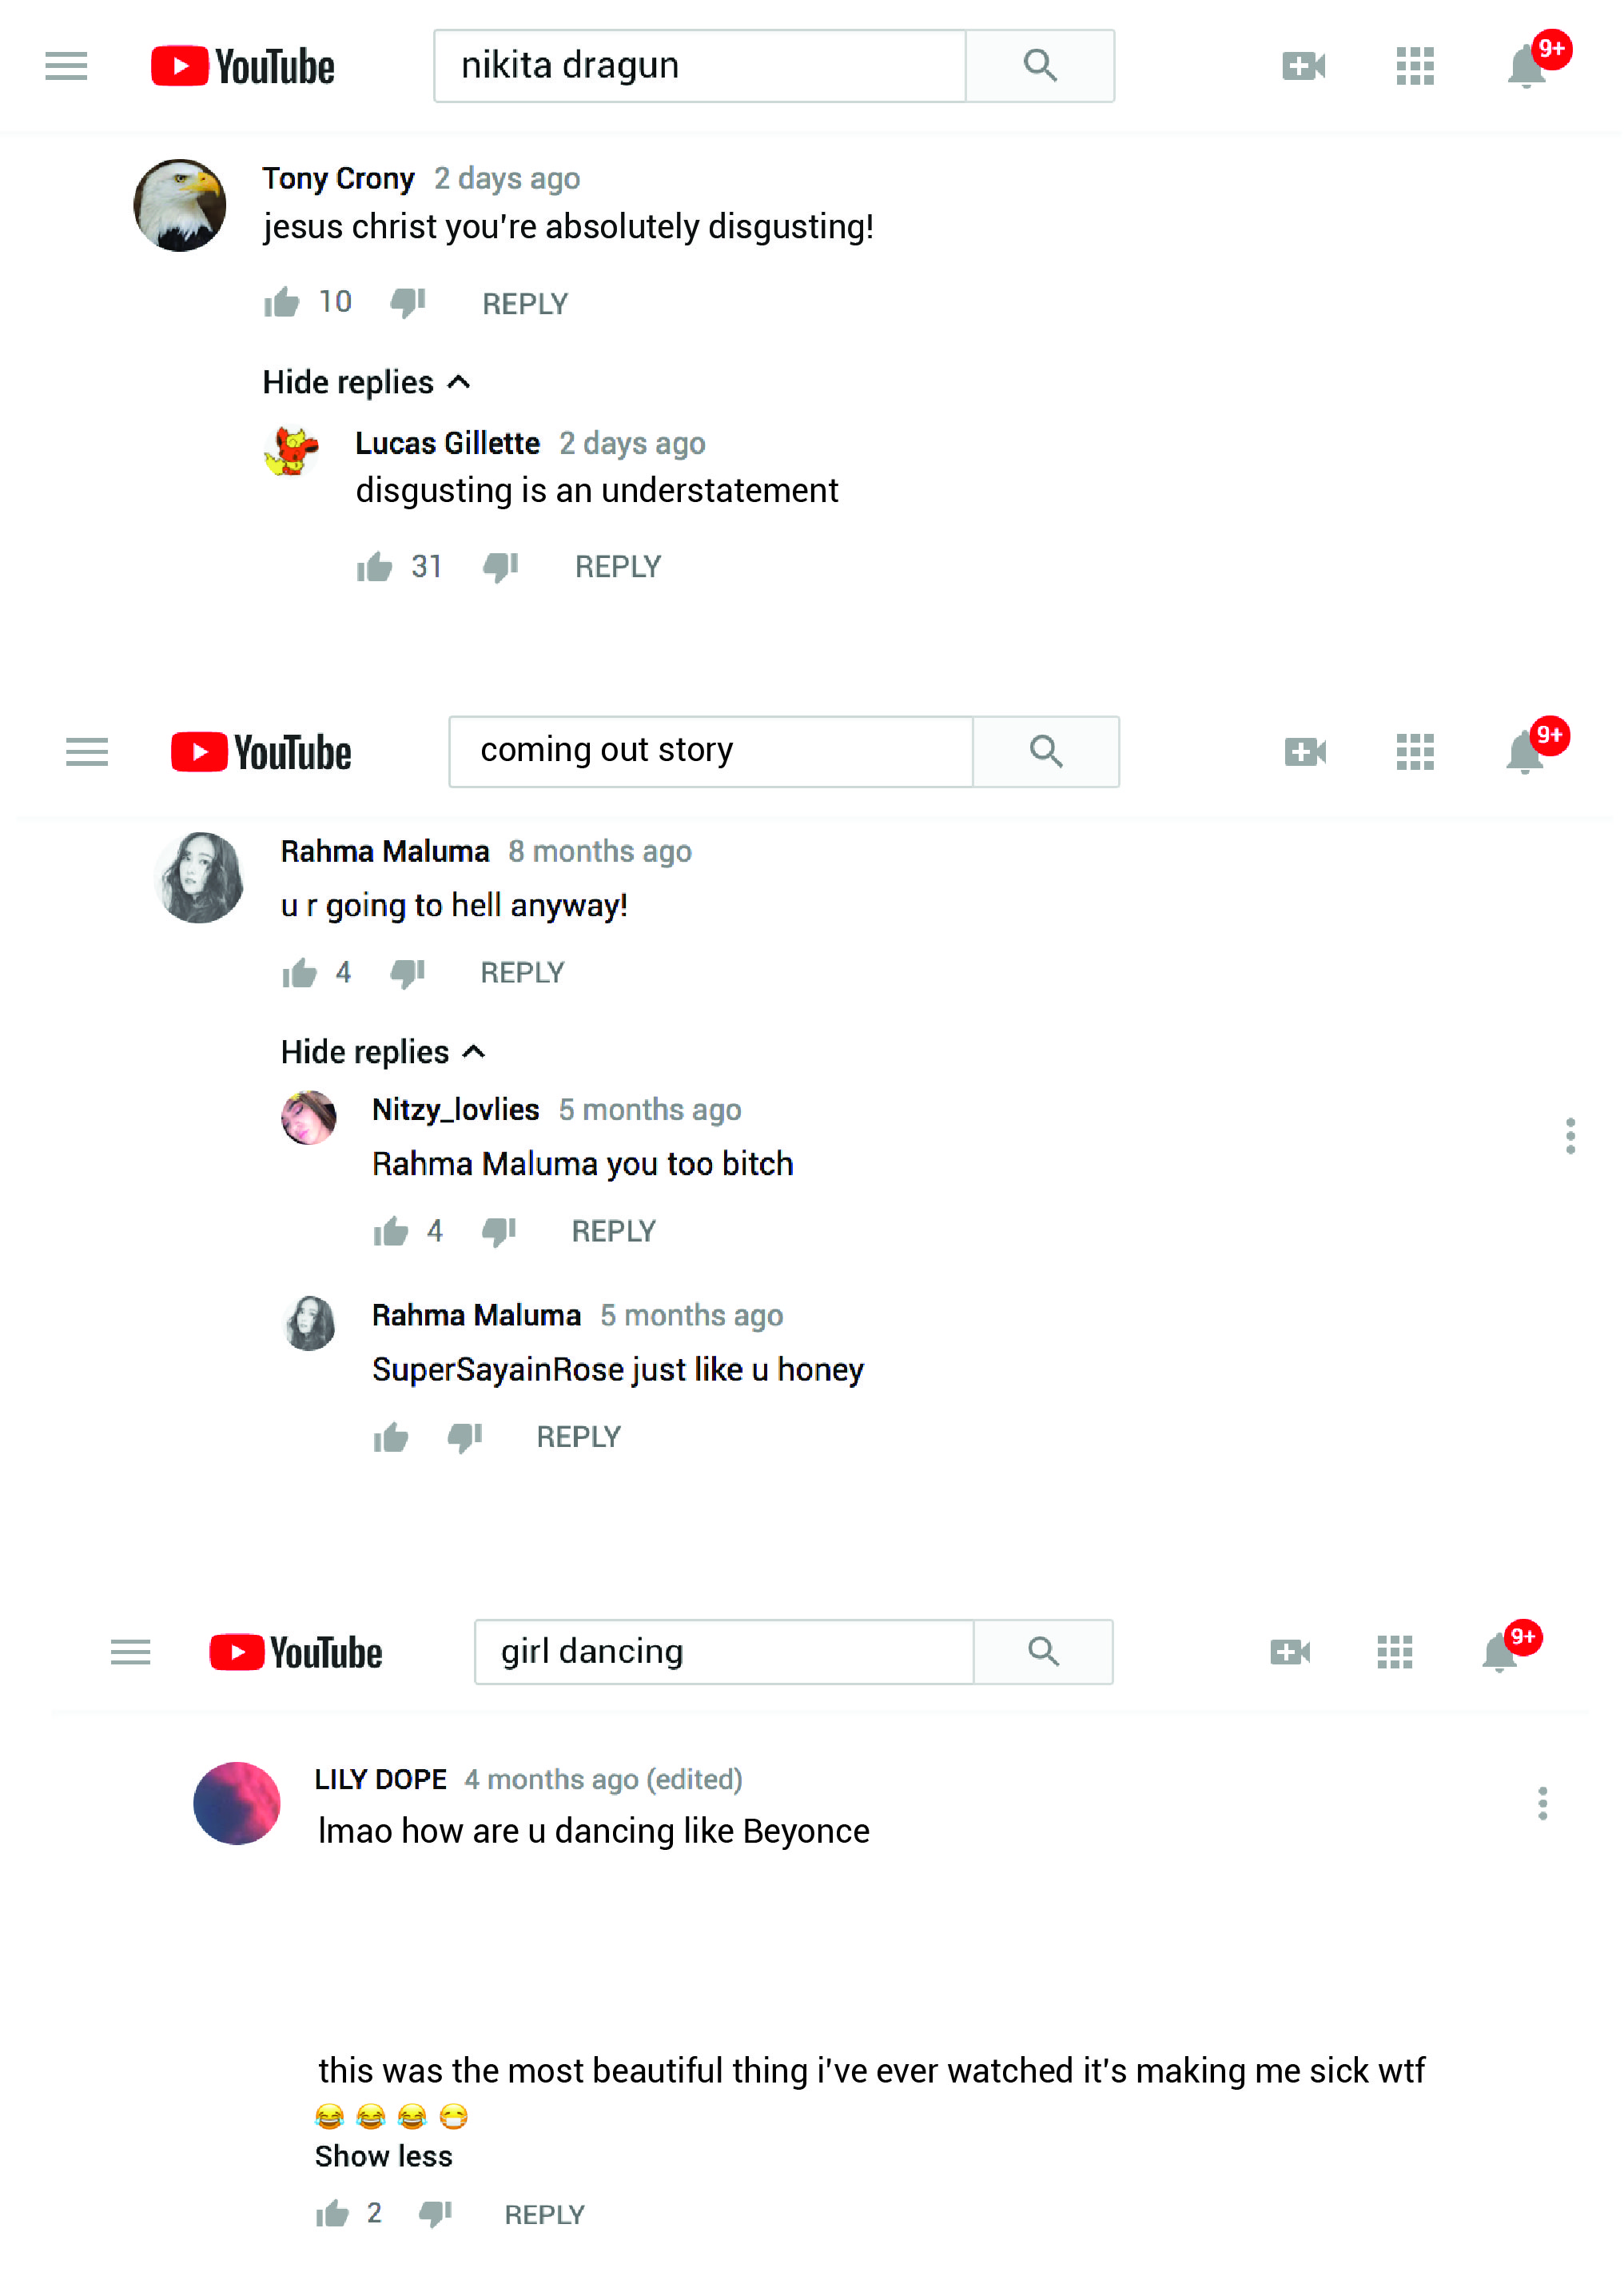 YouTube nikita dragun 9+
Tony Crony 2 days ago
jesus christ you're absolutely disgusting!
10 REPLY
Hide replies
Lucas Gillette 2 days ago
disgusting is an understatement
31 REPLY
YouTube coming out story 9+
Rahma Maluma 8 months ago
u r going to hell anyway!
4 REPLY
Hide replies
Nitzy_lovlies 5 months ago
Rahma Maluma you too bitch
4 REPLY
Rahma Maluma 5 months ago
SuperSayainRose just like u honey
REPLY
YouTube girl dancing 9+
LILY DOPE 4 months ago (edited)
lmao how are u dancing like Beyonce
this was the most beautiful thing i've ever watched it's making me sick wtf
😂 😂 😂 😷
Show less
2 REPLY